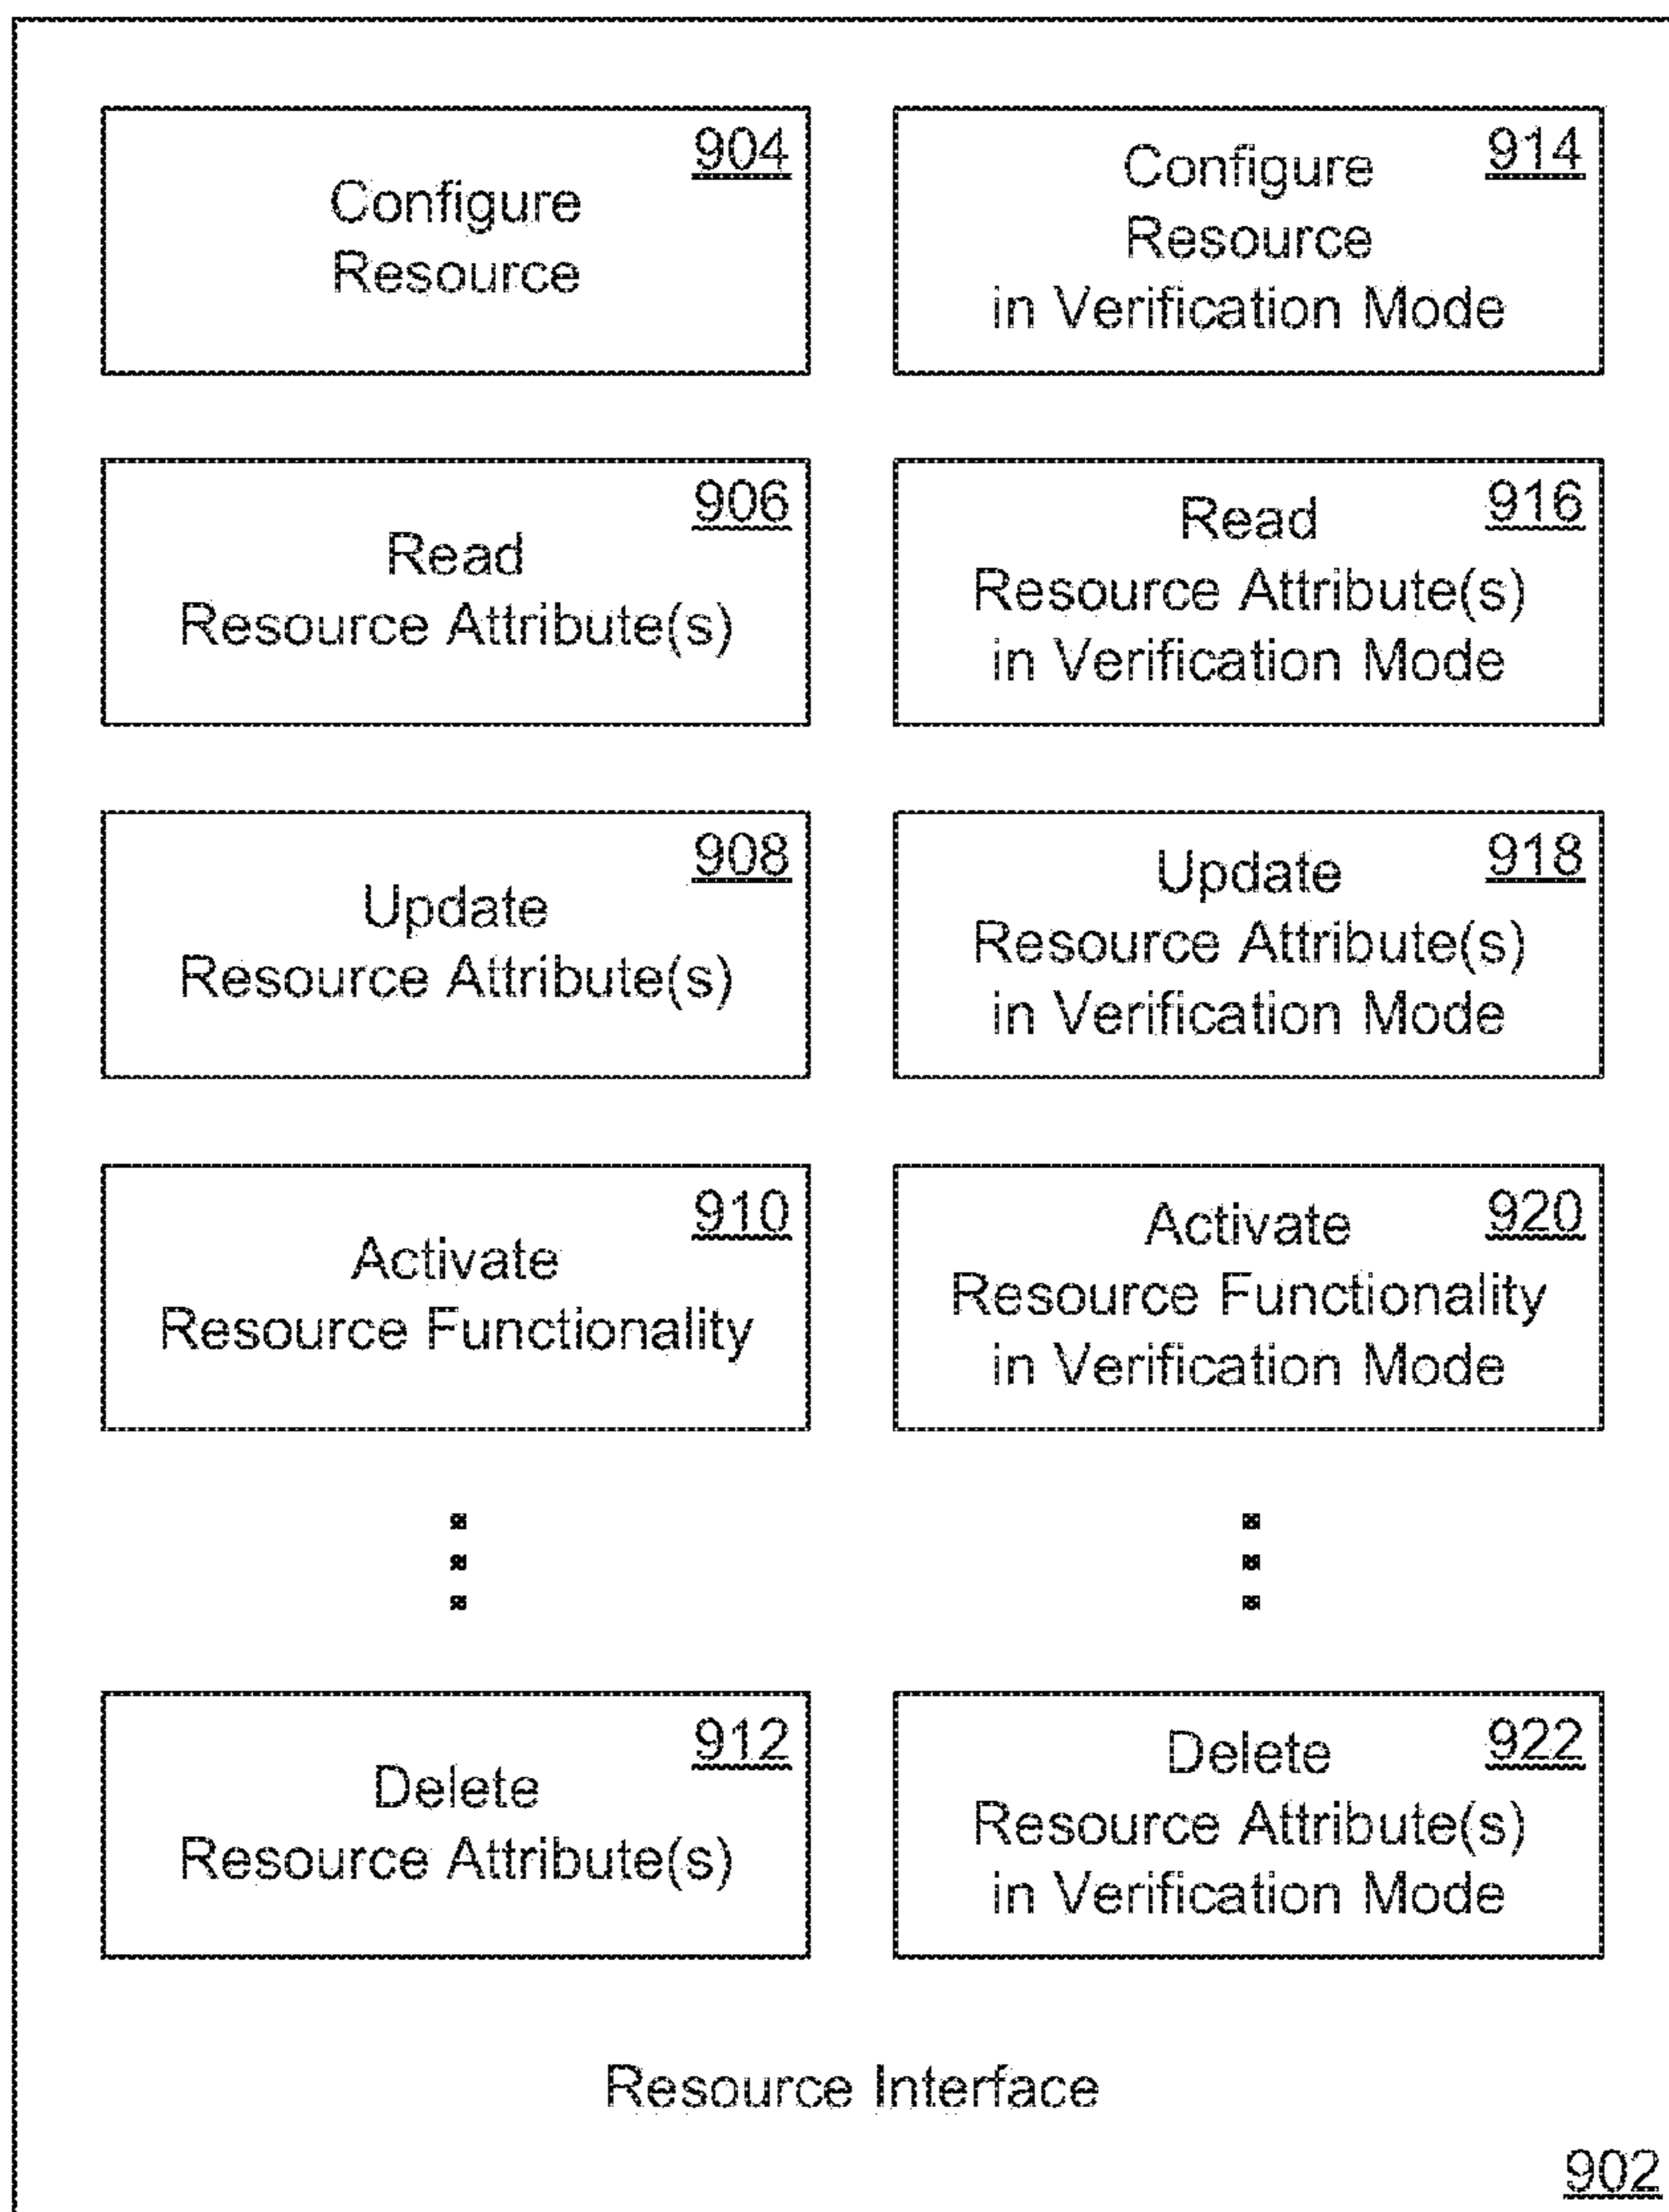 904
Configure
Resource
914
Configure
Resource
in Verification Mode
906
Read
Resource Attribute(s)
916
Read
Resource Attribute(s)
in Verification Mode
908
Update
Resource Attribute(s)
918
Update
Resource Attribute(s)
in Verification Mode
910
Activate
Resource Functionality
920
Activate
Resource Functionality
in Verification Mode
912
Delete
Resource Attribute(s)
922
Delete
Resource Attribute(s)
in Verification Mode
Resource Interface
902